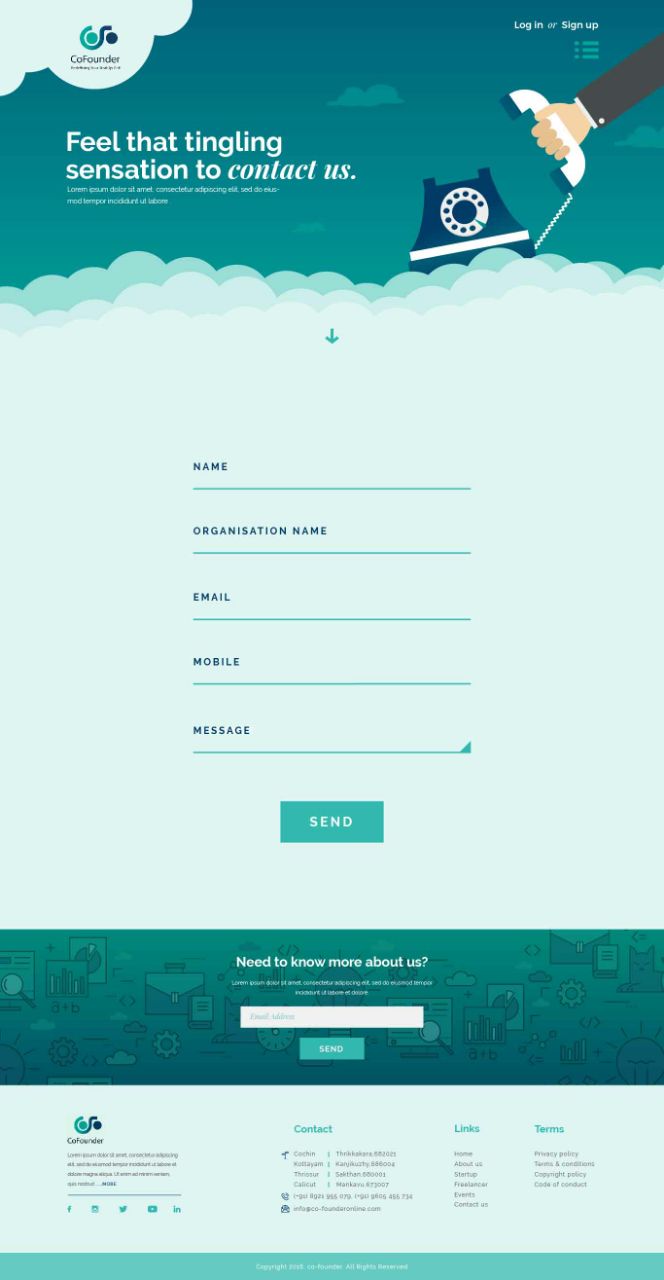 Log in or Sign up
CoFounder
Feel that tingling
sensation to contact us.
Lorem ipsum dolor sit amet, consectetur adipiscing elit, sed do eius-
mod tempor incididunt ut labore
NAME
ORGANISATION NAME
EMAIL
MOBILE
MESSAGE
SEND
Need to know more about us?
Lorem ipsum dolor sit amet, consectetur adipiscing elit, sed do eiusmod tempor
incididunt ut labore et dolore.
Email Address
SEND
a+b
a+b
CoFounder
Lorem ipsum dolor sit amet, consectetur adipiscing
elit, sed do eiusmod tempor incididunt ut labore et
dolore magna aliqua. Ut enim ad minim veniam,
quis nostrud .....MORE
Contact
Cochin | Thrikkakara,682021
Kottayam | Kanjikuzhy,686004
Thrissur | Sakthan,680001
Calicut | Mankavu,673007
(+91) 8921 955 079, (+91) 9605 455 734
info@co-founderonline.com
Links
Home
About us
Startup
Freelancer
Events
Contact us
Terms
Privacy policy
Terms & conditions
Copyright policy
Code of conduct
Copyright 2018. co-founder. All Rights Reserved